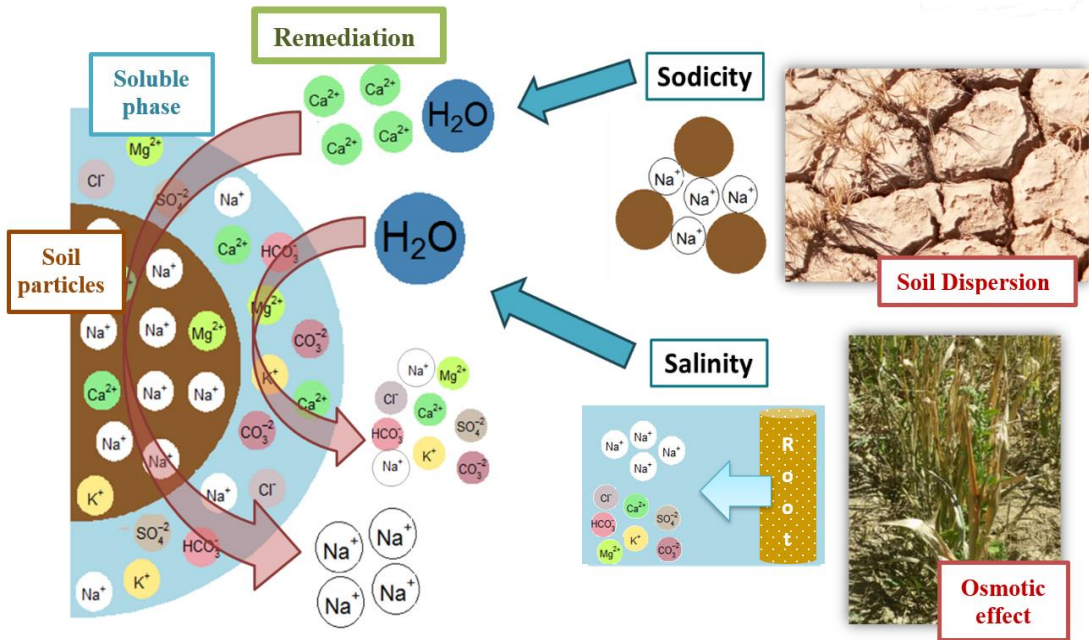 Remediation
Soluble
phase
Ca²⁺
Ca²⁺
Ca²⁺
Ca²⁺
H₂O
Sodicity
Na⁺
Na⁺
Na⁺
Na⁺
Soil Dispersion
Mg²⁺
Cl⁻
SO₄⁻²
Na⁺
Ca²⁺
HCO₃⁻
H₂O
Soil
particles
Na⁺
Na⁺
Mg²⁺
Na⁺
Na⁺
Mg²⁺
CO₃⁻²
K⁺
Ca²⁺
Ca²⁺
Na⁺
Na⁺
Na⁺
Na⁺
CO₃⁻²
K⁺
Na⁺
Cl⁻
SO₄⁻²
HCO₃⁻
Na⁺
K⁺
Na⁺
Mg²⁺
Cl⁻
Ca²⁺
SO₄⁻²
HCO₃⁻
K⁺
Na⁺
CO₃⁻²
Na⁺
Na⁺
Na⁺
Na⁺
Salinity
Na⁺
Na⁺
Na⁺
Na⁺
Cl⁻
Ca²⁺
SO₄⁻²
HCO₃⁻
K⁺
Mg²⁺
CO₃⁻²
Root
Osmotic
effect